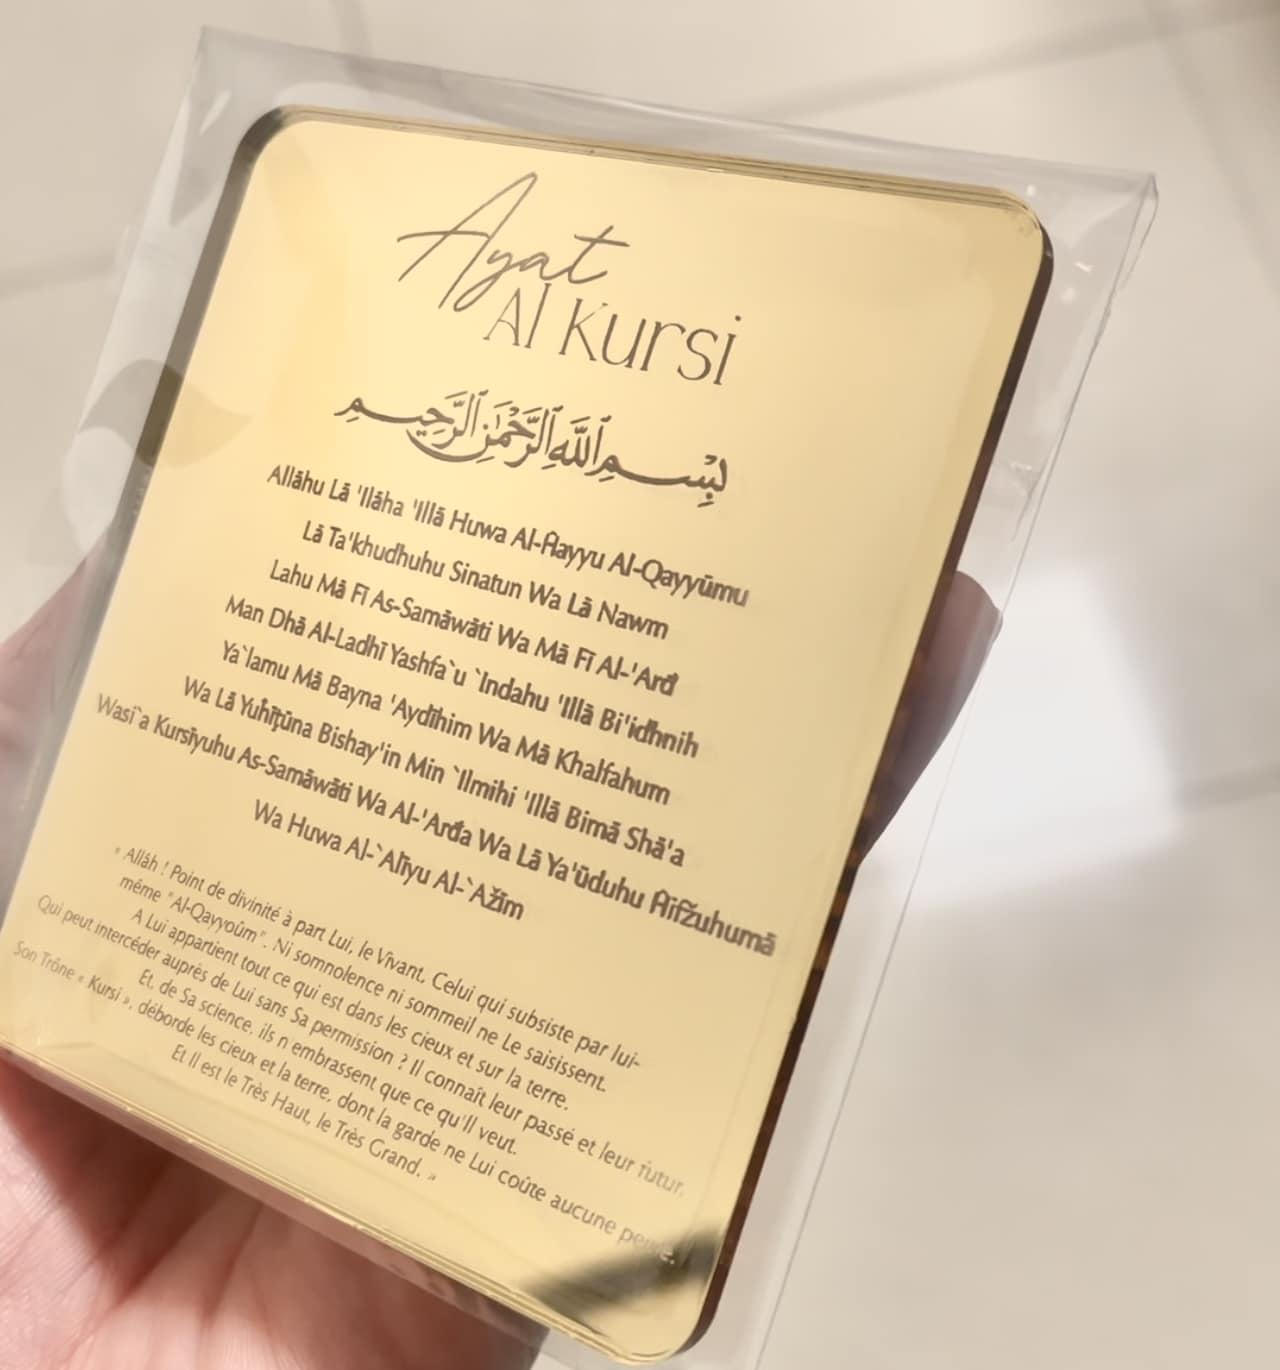 Ayat
Al Kursi
بِسْمِ ٱللَّهِ ٱلرَّحْمَٰنِ ٱلرَّحِيمِ
Allāhu Lā 'Ilāha 'Illā Huwa Al-Ĥayyu Al-Qayyūmu
Lā Ta'khudhuhu Sinatun Wa Lā Nawm
Lahu Mā Fī As-Samāwāti Wa Mā Fī Al-'Arđ
Man Dhā Al-Ladhī Yashfa`u `Indahu 'Illā Bi'idhnih
Ya`lamu Mā Bayna 'Aydīhim Wa Mā Khalfahum
Wa Lā Yuĥīţūna Bishay'in Min `Ilmihi 'Illā Bimā Shā'a
Wasi`a Kursīyuhu As-Samāwāti Wa Al-'Arđa Wa Lā Ya'ūduhu Ĥifžuhumā
Wa Huwa Al-`Alīyu Al-`Ažīm
" Allâh ! Point de divinité à part Lui, le Vivant, Celui qui subsiste par lui-
même "Al-Qayyoûm". Ni somnolence ni sommeil ne Le saisissent.
A Lui appartient tout ce qui est dans les cieux et sur la terre.
Qui peut intercéder auprès de Lui sans Sa permission ? Il connaît leur passé et leur futur,
Et, de Sa science, ils n'embrassent que ce qu'Il veut.
Son Trône « Kursi », déborde les cieux et la terre, dont la garde ne Lui coûte aucune peine.
Et Il est le Très Haut, le Très Grand. »